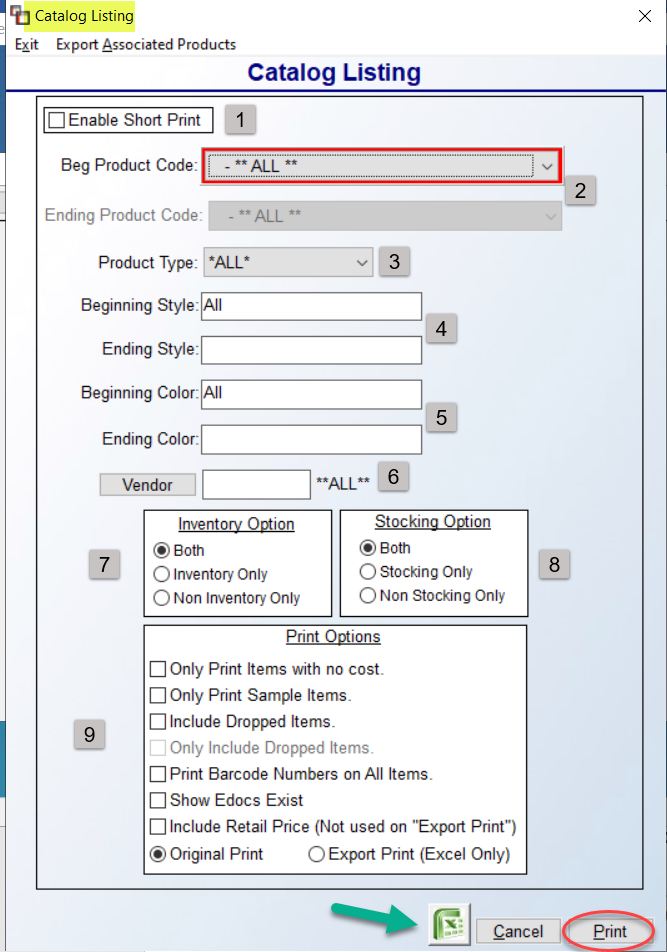 Catalog Listing
Exit Export Associated Products
Catalog Listing
Enable Short Print 1
Beg Product Code: - ** ALL **
2
Ending Product Code: - ** ALL **
Product Type: *ALL* 3
Beginning Style: All
4
Ending Style:
Beginning Color: All
5
Ending Color:
Vendor **ALL** 6
Inventory Option
Both
Inventory Only
Non Inventory Only
7
Stocking Option
Both
Stocking Only
Non Stocking Only
8
Print Options
Only Print Items with no cost.
Only Print Sample Items.
Include Dropped Items.
9
Only Include Dropped Items.
Print Barcode Numbers on All Items.
Show Edocs Exist
Include Retail Price (Not used on "Export Print")
Original Print Export Print (Excel Only)
Cancel Print